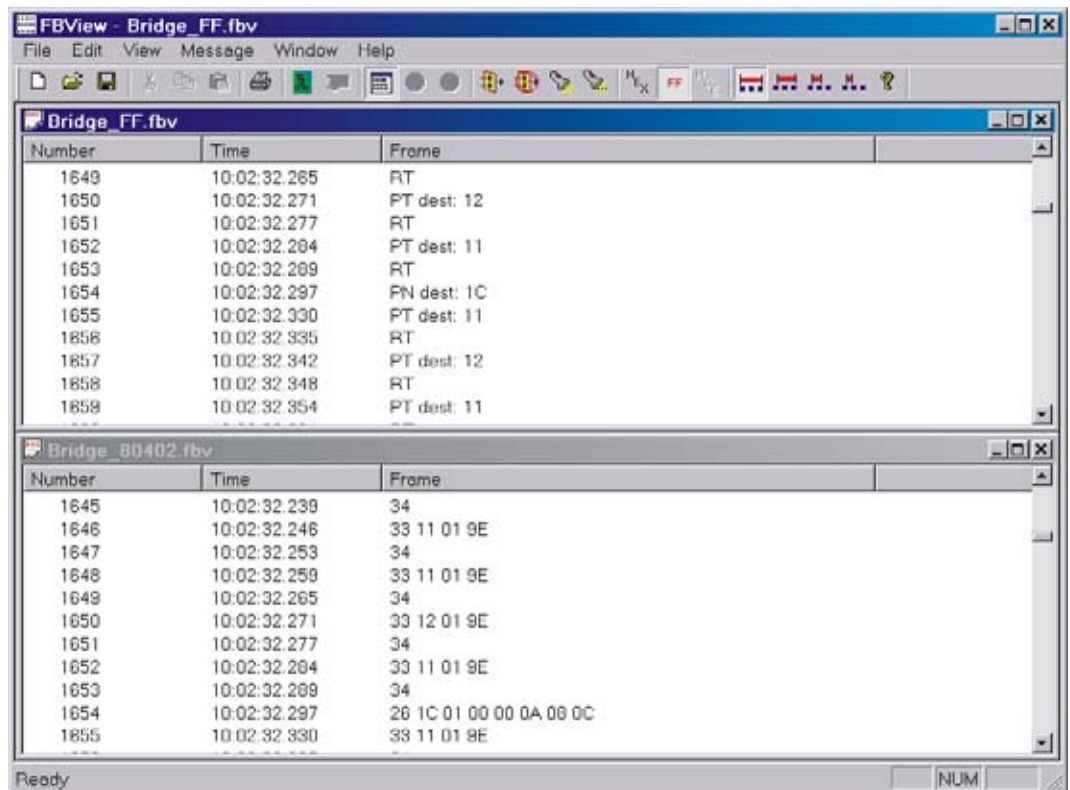 FBView - Bridge_FF.fbv
File Edit View Message Window Help
HEX FF
Bridge_FF.fbv
Number Time Frame
1649 10:02:32.265 RT
1650 10:02:32.271 PT dest: 12
1651 10:02:32.277 RT
1652 10:02:32.284 PT dest: 11
1653 10:02:32.289 RT
1654 10:02:32.297 PN dest: 1C
1655 10:02:32.330 PT dest: 11
1656 10:02:32.335 RT
1657 10:02:32.342 PT dest: 12
1658 10:02:32.348 RT
1659 10:02:32.354 PT dest: 11
Bridge_80402.fbv
Number Time Frame
1645 10:02:32.239 34
1646 10:02:32.246 33 11 01 9E
1647 10:02:32.253 34
1648 10:02:32.259 33 11 01 9E
1649 10:02:32.265 34
1650 10:02:32.271 33 12 01 9E
1651 10:02:32.277 34
1652 10:02:32.284 33 11 01 9E
1653 10:02:32.289 34
1654 10:02:32.297 26 1C 01 00 00 0A 08 0C
1655 10:02:32.330 33 11 01 9E
Ready NUM